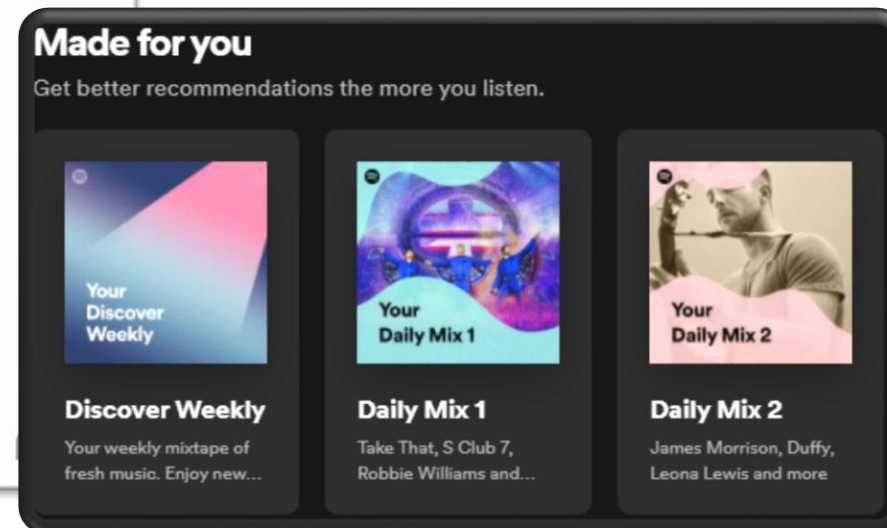 Made for you
Get better recommendations the more you listen.
Your
Discover
Weekly
Discover Weekly
Your weekly mixtape of
fresh music. Enjoy new...
Your
Daily Mix 1
Daily Mix 1
Take That, S Club 7,
Robbie Williams and...
Your
Daily Mix 2
Daily Mix 2
James Morrison, Duffy,
Leona Lewis and more